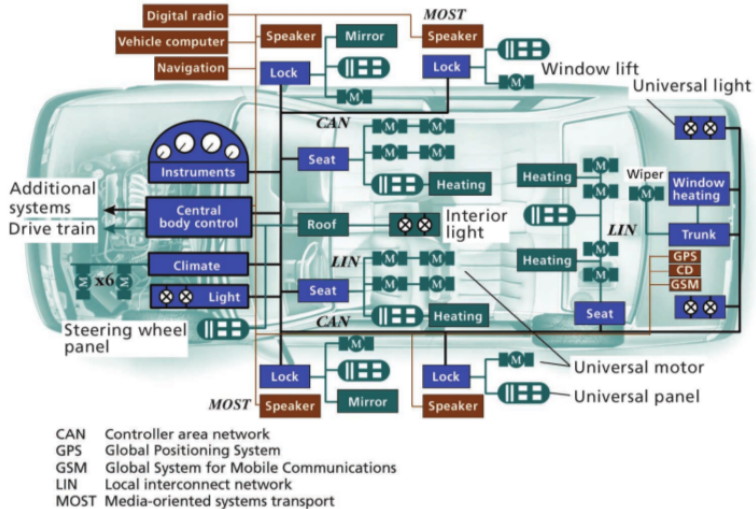 Digital radio
MOST
Vehicle computer
Speaker
Mirror
Speaker
Navigation
Lock
Lock
Window lift
M
M
Universal light
CAN
M M
Instruments
Seat
M M
Heating
M
Wiper
Heating
M
M
Window
heating
Additional
systems
Drive train
Central
body control
Roof
Interior
light
LIN
Trunk
Climate
LIN
M M
Heating
M
GPS
CD
GSM
M x6 M
Light
Seat
M M
Steering wheel
panel
CAN
Heating
Seat
M
Lock
Lock
M
Universal motor
MOST
Speaker
Mirror
Speaker
Universal panel
CAN Controller area network
GPS Global Positioning System
GSM Global System for Mobile Communications
LIN Local interconnect network
MOST Media-oriented systems transport